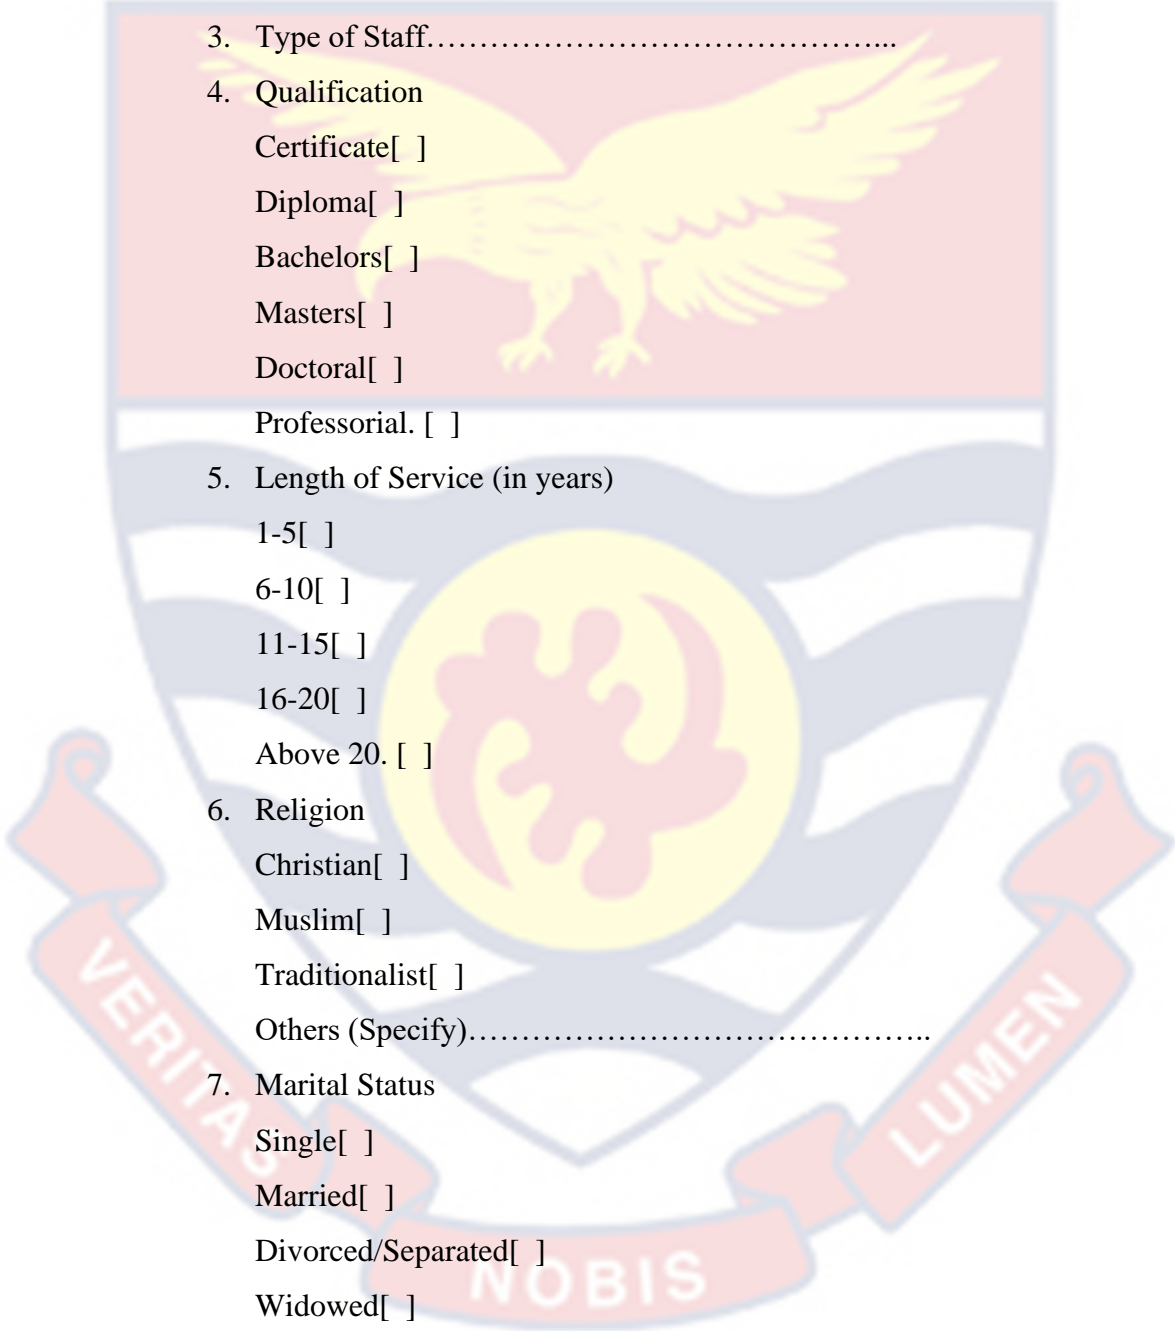 3. Type of Staff……………………………………...
4. Qualification
Certificate[ ]
Diploma[ ]
Bachelors[ ]
Masters[ ]
Doctoral[ ]
Professorial. [ ]
5. Length of Service (in years)
1-5[ ]
6-10[ ]
11-15[ ]
16-20[ ]
Above 20. [ ]
6. Religion
Christian[ ]
Muslim[ ]
Traditionalist[ ]
Others (Specify)……………………………………..
7. Marital Status
Single[ ]
Married[ ]
Divorced/Separated[ ]
Widowed[ ]
VERITAS
NOBIS
LUMEN